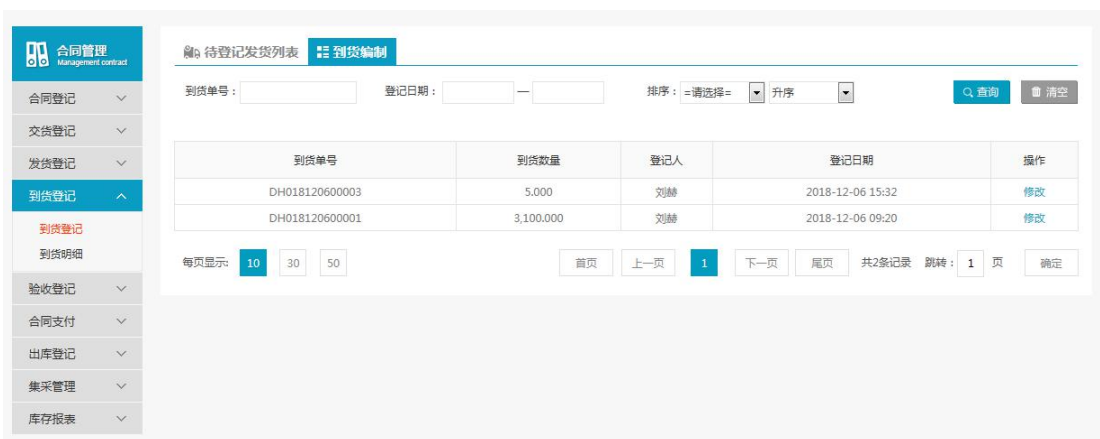 合同管理
Management contract
合同登记
交货登记
发货登记
到货登记
到货登记
到货明细
验收登记
合同支付
出库登记
集采管理
库存报表
待登记发货列表 到货编制
到货单号： 登记日期： — 排序： =请选择= 升序 查询 清空
到货单号 到货数量 登记人 登记日期 操作
DH018120600003 5.000 刘赫 2018-12-06 15:32 修改
DH018120600001 3,100.000 刘赫 2018-12-06 09:20 修改
每页显示: 10 30 50 首页 上一页 1 下一页 尾页 共2条记录 跳转： 1 页 确定